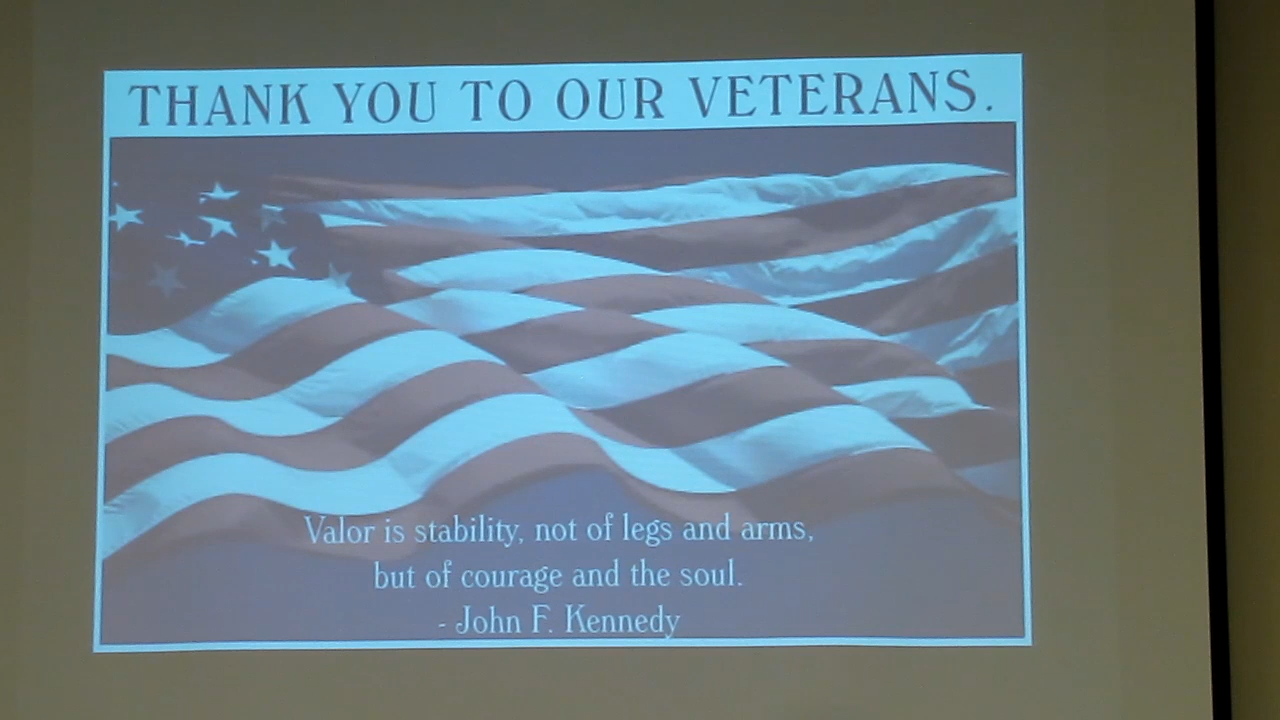 THANK YOU TO OUR VETERANS.
Valor is stability, not of legs and arms,
but of courage and the soul.
- John F. Kennedy